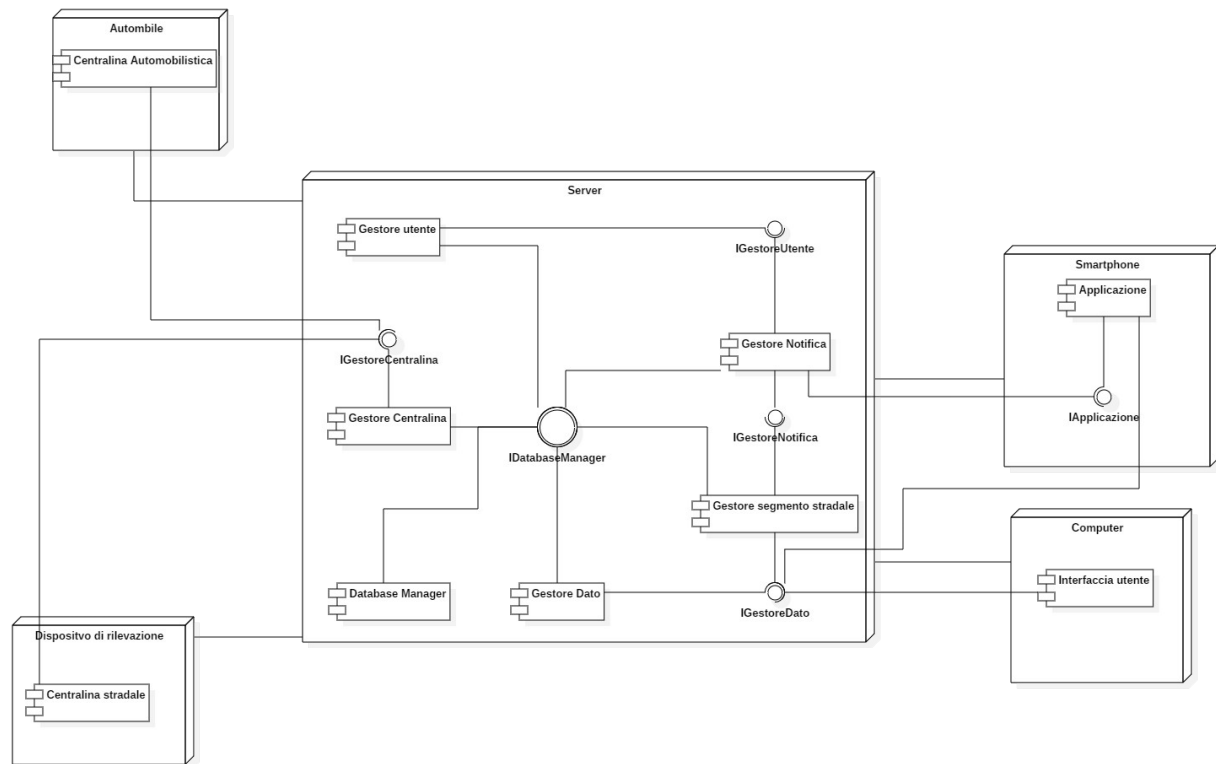 Autombile
Centralina Automobilistica
Server
Gestore utente
IGestoreUtente
Smartphone
Applicazione
IGestoreCentralina
Gestore Notifica
Gestore Centralina
IGestoreNotifica
IApplicazione
IDatabaseManager
Gestore segmento stradale
Computer
Database Manager
Gestore Dato
IGestoreDato
Interfaccia utente
Dispositvo di rilevazione
Centralina stradale